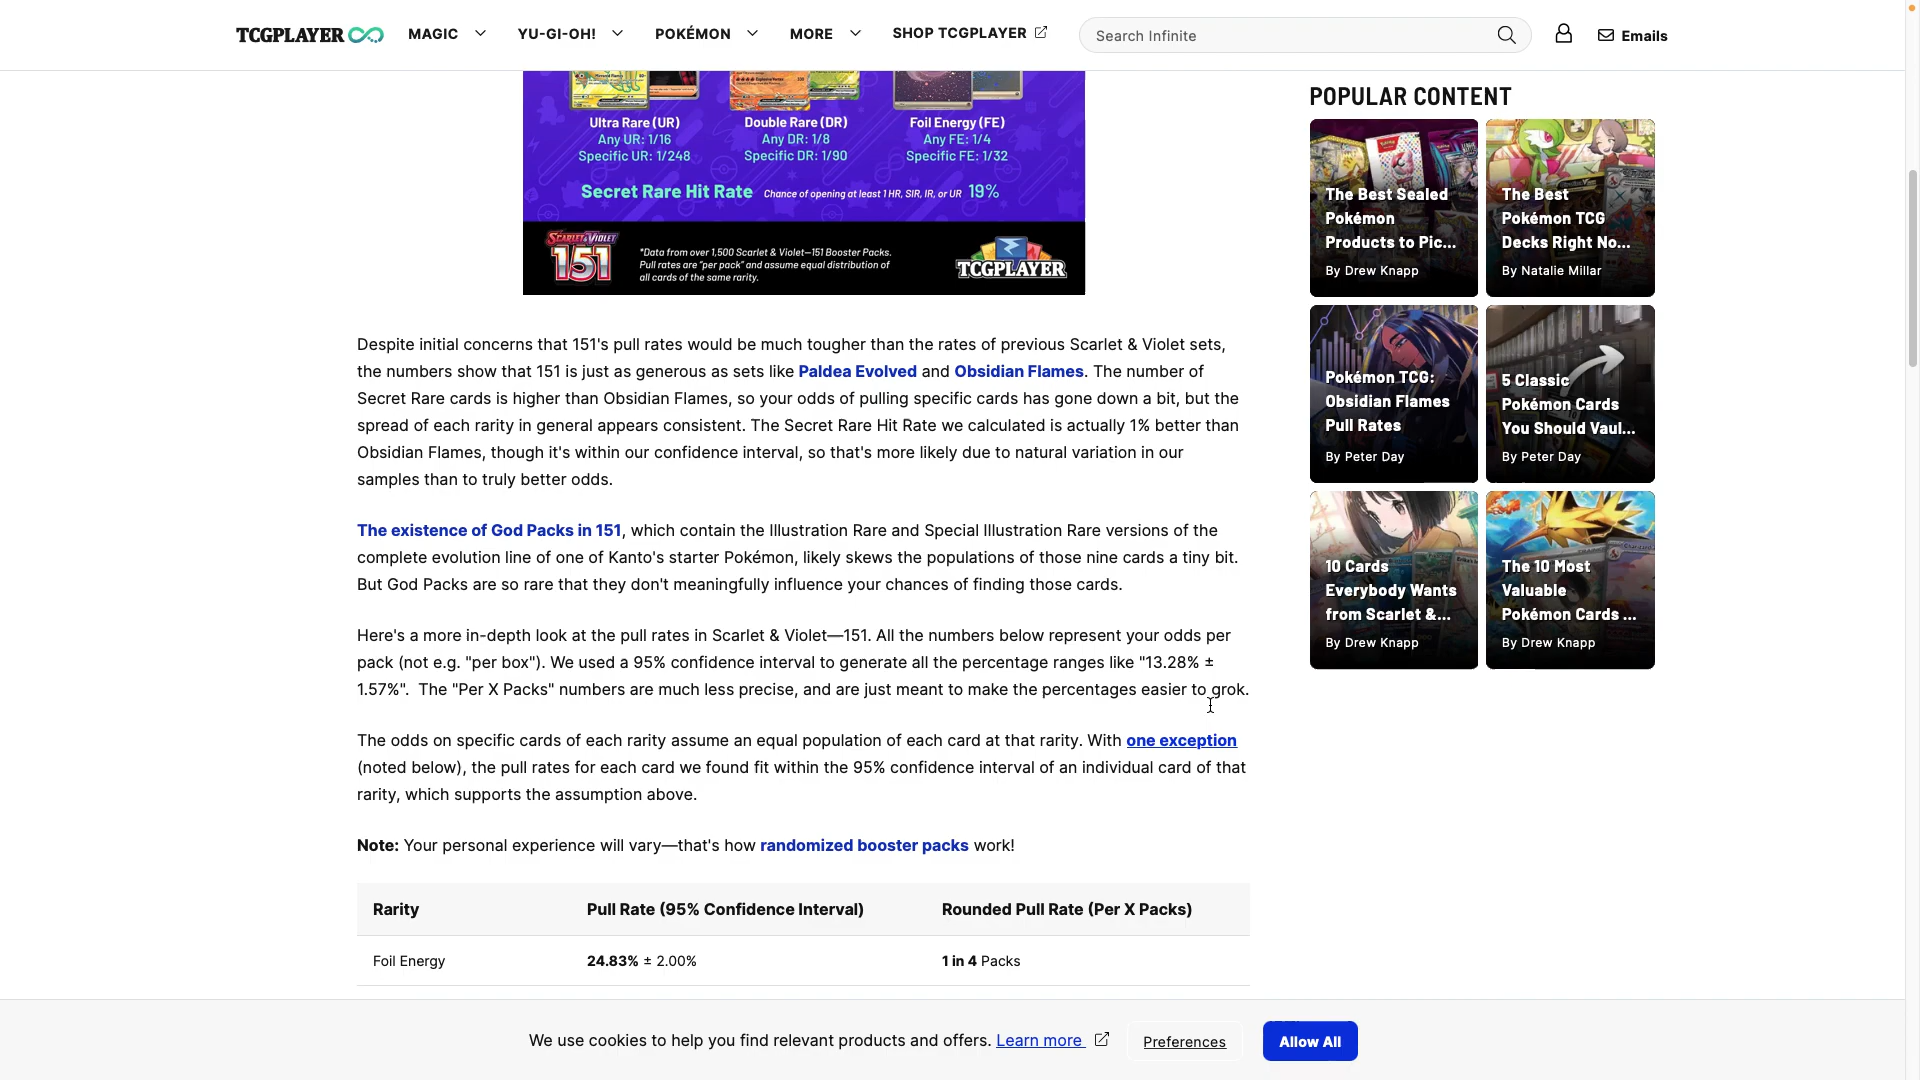 TCGPLAYER
MAGIC
YU-GI-OH!
POKÉMON
MORE
SHOP TCGPLAYER
Search Infinite
Emails
Ultra Rare (UR)
Any UR: 1/16
Specific UR: 1/248
Double Rare (DR)
Any DR: 1/8
Specific DR: 1/90
Foil Energy (FE)
Any FE: 1/4
Specific FE: 1/32
Secret Rare Hit Rate Chance of opening at least 1 HR, SIR, IR, or UR 19%
SCARLET & VIOLET
151
*Data from over 1,500 Scarlet & Violet—151 Booster Packs.
Pull rates are "per pack" and assume equal distribution of
all cards of the same rarity.
TCGPLAYER
Despite initial concerns that 151's pull rates would be much tougher than the rates of previous Scarlet & Violet sets,
the numbers show that 151 is just as generous as sets like Paldea Evolved and Obsidian Flames. The number of
Secret Rare cards is higher than Obsidian Flames, so your odds of pulling specific cards has gone down a bit, but the
spread of each rarity in general appears consistent. The Secret Rare Hit Rate we calculated is actually 1% better than
Obsidian Flames, though it's within our confidence interval, so that's more likely due to natural variation in our
samples than to truly better odds.
The existence of God Packs in 151, which contain the Illustration Rare and Special Illustration Rare versions of the
complete evolution line of one of Kanto's starter Pokémon, likely skews the populations of those nine cards a tiny bit.
But God Packs are so rare that they don't meaningfully influence your chances of finding those cards.
Here's a more in-depth look at the pull rates in Scarlet & Violet—151. All the numbers below represent your odds per
pack (not e.g. "per box"). We used a 95% confidence interval to generate all the percentage ranges like "13.28% ±
1.57%". The "Per X Packs" numbers are much less precise, and are just meant to make the percentages easier to grok.
The odds on specific cards of each rarity assume an equal population of each card at that rarity. With one exception
(noted below), the pull rates for each card we found fit within the 95% confidence interval of an individual card of that
rarity, which supports the assumption above.
Note: Your personal experience will vary—that's how randomized booster packs work!
Rarity
Pull Rate (95% Confidence Interval)
Rounded Pull Rate (Per X Packs)
Foil Energy
24.83% ± 2.00%
1 in 4 Packs
POPULAR CONTENT
The Best Sealed
Pokémon
Products to Pic...
By Drew Knapp
The Best
Pokémon TCG
Decks Right No...
By Natalie Millar
Pokémon TCG:
Obsidian Flames
Pull Rates
By Peter Day
5 Classic
Pokémon Cards
You Should Vaul...
By Peter Day
10 Cards
Everybody Wants
from Scarlet &...
By Drew Knapp
The 10 Most
Valuable
Pokémon Cards ...
By Drew Knapp
We use cookies to help you find relevant products and offers. Learn more
Preferences
Allow All